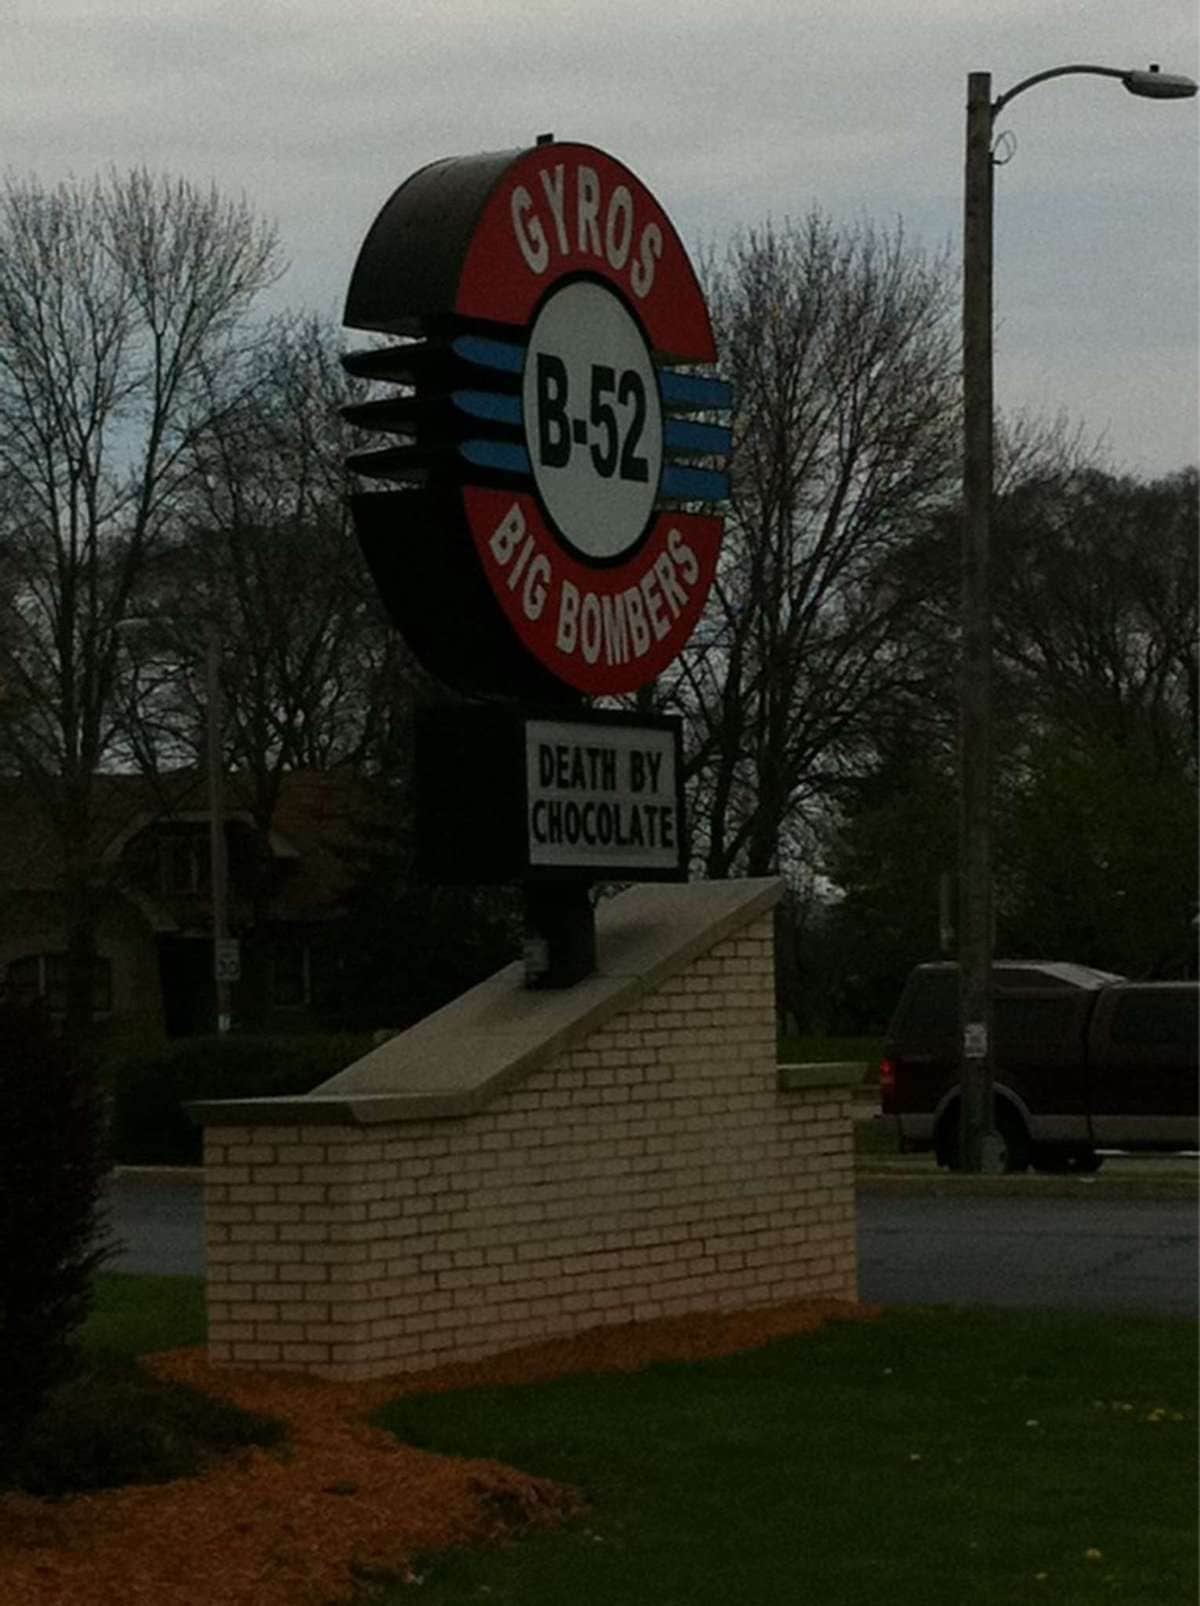 GYROS
B-52
BIG BOMBERS
DEATH BY
CHOCOLATE